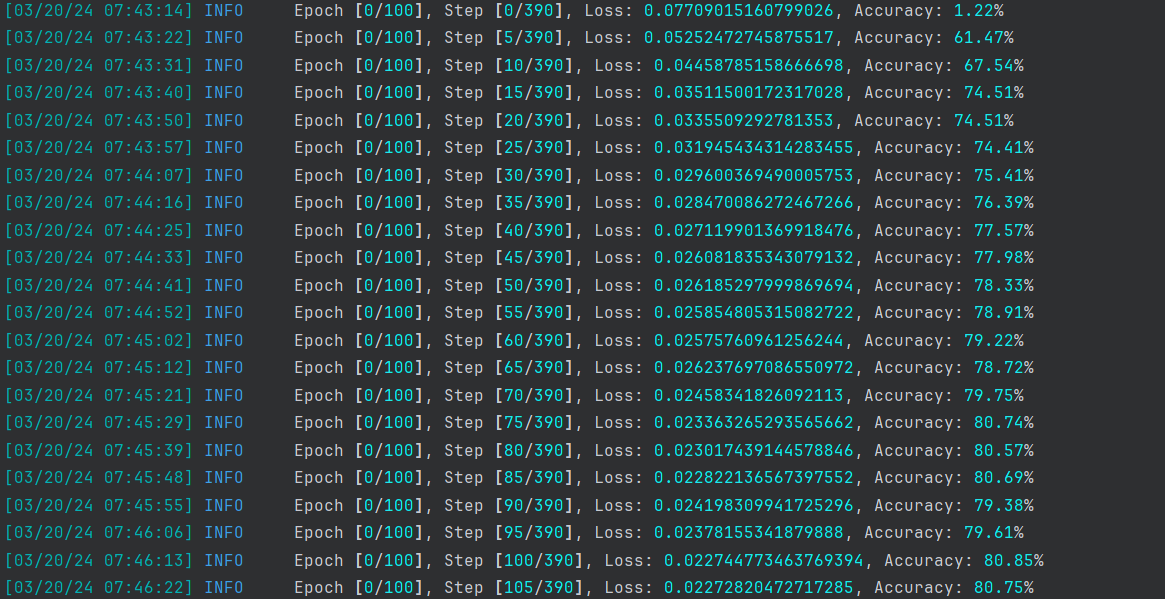 [03/20/24 07:43:14] INFO Epoch [0/100], Step [0/390], Loss: 0.07709015160799026, Accuracy: 1.22%
[03/20/24 07:43:22] INFO Epoch [0/100], Step [5/390], Loss: 0.05252472745875517, Accuracy: 61.47%
[03/20/24 07:43:31] INFO Epoch [0/100], Step [10/390], Loss: 0.04458785158666698, Accuracy: 67.54%
[03/20/24 07:43:40] INFO Epoch [0/100], Step [15/390], Loss: 0.03511500172317028, Accuracy: 74.51%
[03/20/24 07:43:50] INFO Epoch [0/100], Step [20/390], Loss: 0.0335509292781353, Accuracy: 74.51%
[03/20/24 07:43:57] INFO Epoch [0/100], Step [25/390], Loss: 0.031945434314283455, Accuracy: 74.41%
[03/20/24 07:44:07] INFO Epoch [0/100], Step [30/390], Loss: 0.029600369490005753, Accuracy: 75.41%
[03/20/24 07:44:16] INFO Epoch [0/100], Step [35/390], Loss: 0.028470086272467266, Accuracy: 76.39%
[03/20/24 07:44:25] INFO Epoch [0/100], Step [40/390], Loss: 0.027119901369918476, Accuracy: 77.57%
[03/20/24 07:44:33] INFO Epoch [0/100], Step [45/390], Loss: 0.026081835343079132, Accuracy: 77.98%
[03/20/24 07:44:41] INFO Epoch [0/100], Step [50/390], Loss: 0.026185297999869694, Accuracy: 78.33%
[03/20/24 07:44:52] INFO Epoch [0/100], Step [55/390], Loss: 0.025854805315082722, Accuracy: 78.91%
[03/20/24 07:45:02] INFO Epoch [0/100], Step [60/390], Loss: 0.02575760961256244, Accuracy: 79.22%
[03/20/24 07:45:12] INFO Epoch [0/100], Step [65/390], Loss: 0.026237697086550972, Accuracy: 78.72%
[03/20/24 07:45:21] INFO Epoch [0/100], Step [70/390], Loss: 0.02458341826092113, Accuracy: 79.75%
[03/20/24 07:45:29] INFO Epoch [0/100], Step [75/390], Loss: 0.023363265293565662, Accuracy: 80.74%
[03/20/24 07:45:39] INFO Epoch [0/100], Step [80/390], Loss: 0.023017439144578846, Accuracy: 80.57%
[03/20/24 07:45:48] INFO Epoch [0/100], Step [85/390], Loss: 0.022822136567397552, Accuracy: 80.69%
[03/20/24 07:45:55] INFO Epoch [0/100], Step [90/390], Loss: 0.024198309941725296, Accuracy: 79.38%
[03/20/24 07:46:06] INFO Epoch [0/100], Step [95/390], Loss: 0.02378155341879888, Accuracy: 79.61%
[03/20/24 07:46:13] INFO Epoch [0/100], Step [100/390], Loss: 0.022744773463769394, Accuracy: 80.85%
[03/20/24 07:46:22] INFO Epoch [0/100], Step [105/390], Loss: 0.02272820472717285, Accuracy: 80.75%